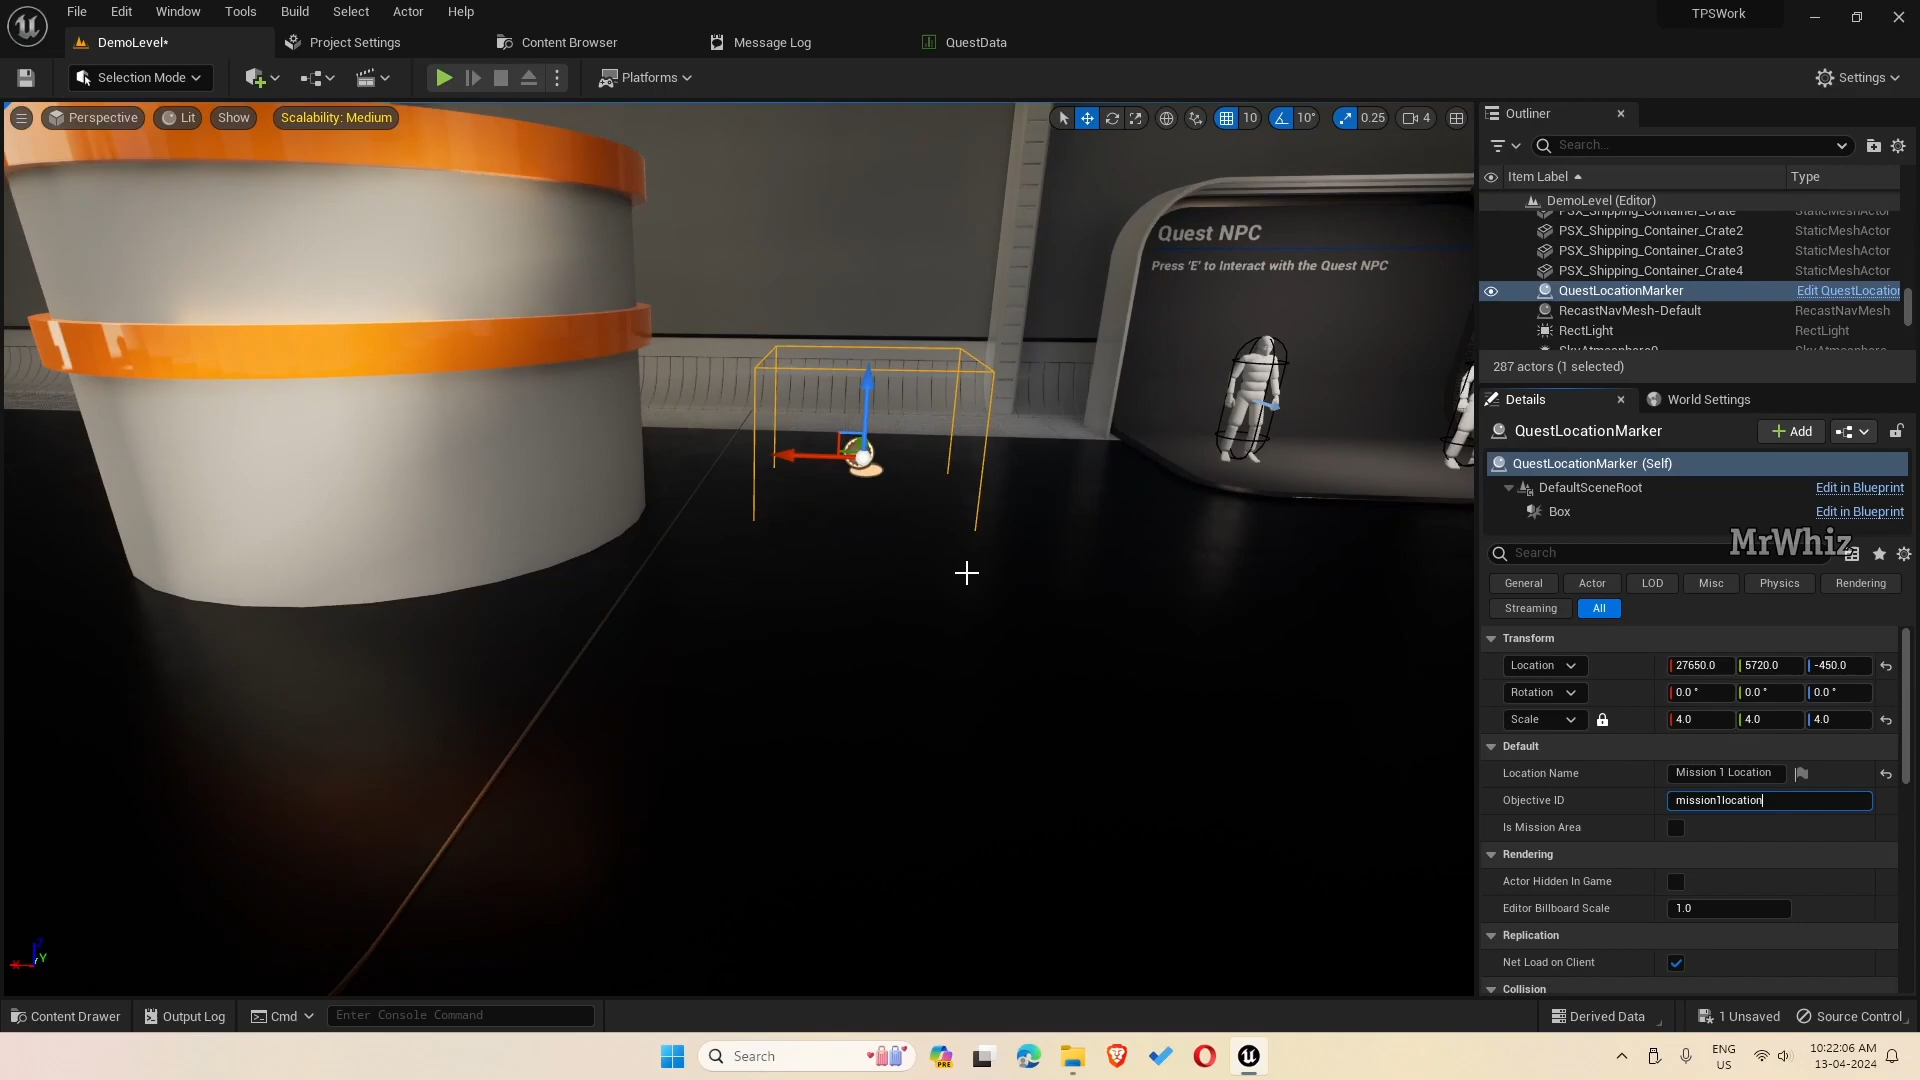 File Edit Window Tools Build Select Actor Help
TPSWork
DemoLevel*
Project Settings
Content Browser
Message Log
QuestData
Selection Mode
Platforms
Settings
Perspective
Lit
Show
Scalability: Medium
10
10°
0.25
4
Quest NPC
Press 'E' to Interact with the Quest NPC
Outliner
Search...
Item Label
Type
DemoLevel (Editor)
PSX_Shipping_Container_Crate StaticMeshActor
PSX_Shipping_Container_Crate2 StaticMeshActor
PSX_Shipping_Container_Crate3 StaticMeshActor
PSX_Shipping_Container_Crate4 StaticMeshActor
QuestLocationMarker Edit QuestLocation
RecastNavMesh-Default RecastNavMesh
RectLight RectLight
287 actors (1 selected)
Details
World Settings
QuestLocationMarker
Add
QuestLocationMarker (Self)
DefaultSceneRoot Edit in Blueprint
Box Edit in Blueprint
MrWhiz
Search
General Actor LOD Misc Physics Rendering
Streaming All
Transform
Location 27650.0 5720.0 -450.0
Rotation 0.0 ° 0.0 ° 0.0 °
Scale 4.0 4.0 4.0
Default
Location Name Mission 1 Location
Objective ID mission1location
Is Mission Area
Rendering
Actor Hidden In Game
Editor Billboard Scale 1.0
Replication
Net Load on Client
Collision
Content Drawer
Output Log
Cmd
Enter Console Command
Derived Data
1 Unsaved
Source Control
Search
PRE
ENG
US
10:22:06 AM
13-04-2024
X
Y